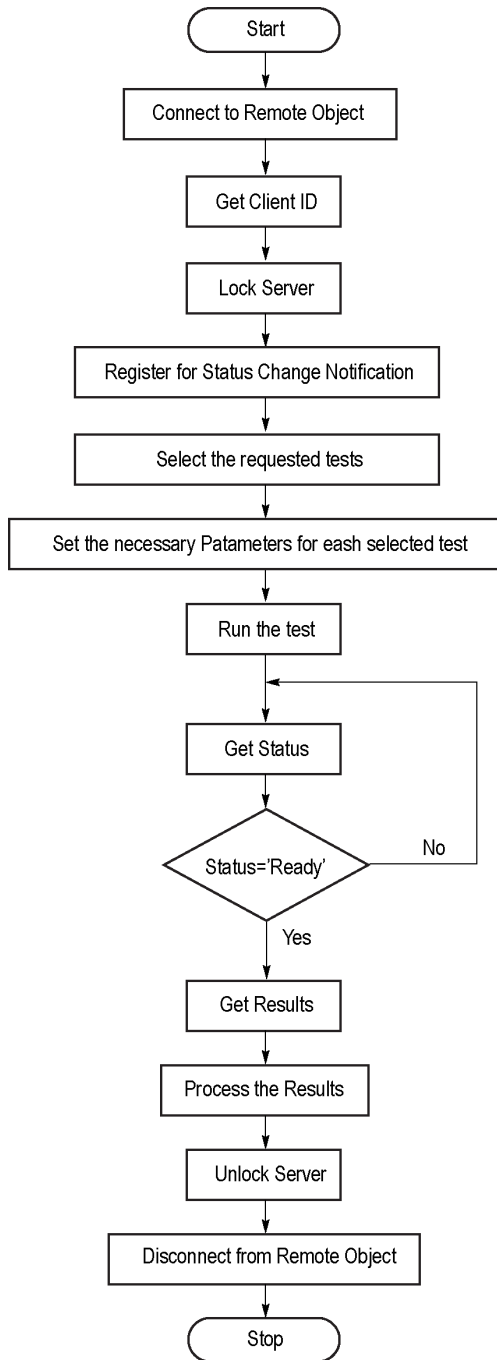 Start
Connect to Remote Object
Get Client ID
Lock Server
Register for Status Change Notification
Select the requested tests
Set the necessary Patameters for eash selected test
Run the test
Get Status
Status='Ready’
No
Yes
Get Results
Process the Results
Unlock Server
Disconnect from Remote Object
Stop